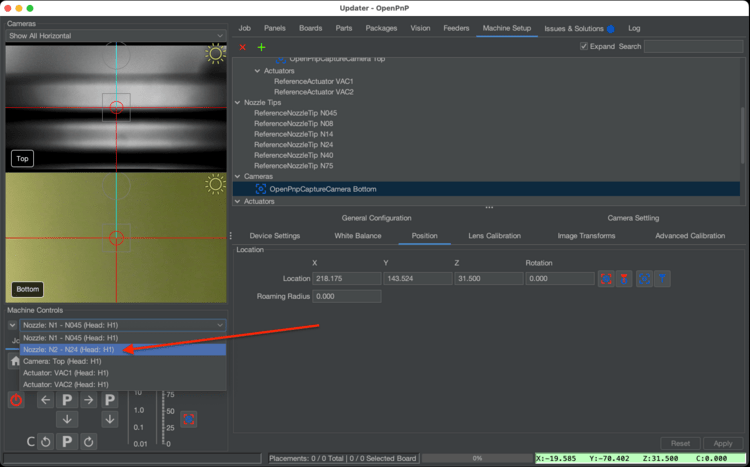 Updater - OpenPnP
Cameras
Show All Horizontal
Top
Bottom
Machine Controls
Nozzle: N1 - N045 (Head: H1)
Nozzle: N1 - N045 (Head: H1)
Nozzle: N2 - N24 (Head: H1)
Camera: Top (Head: H1)
Actuator: VAC1 (Head: H1)
Actuator: VAC2 (Head: H1)
P P
10
1.0
0.1
0.01
75
50
25
0
C P
Job Panels Boards Parts Packages Vision Feeders Machine Setup Issues & Solutions Log
Expand Search
OpenPnpCaptureCamera Top
Actuators
ReferenceActuator VAC1
ReferenceActuator VAC2
Nozzle Tips
ReferenceNozzleTip N045
ReferenceNozzleTip N08
ReferenceNozzleTip N14
ReferenceNozzleTip N24
ReferenceNozzleTip N40
ReferenceNozzleTip N75
Cameras
OpenPnpCaptureCamera Bottom
Actuators
General Configuration Camera Settling
Device Settings White Balance Position Lens Calibration Image Transforms Advanced Calibration
Location
X Y Z Rotation
Location 218.175 143.524 31.500 0.000
Roaming Radius 0.000
Reset Apply
Placements: 0 / 0 Total | 0 / 0 Selected Board 0% X:-19.585 Y:-70.402 Z:31.500 C:0.000